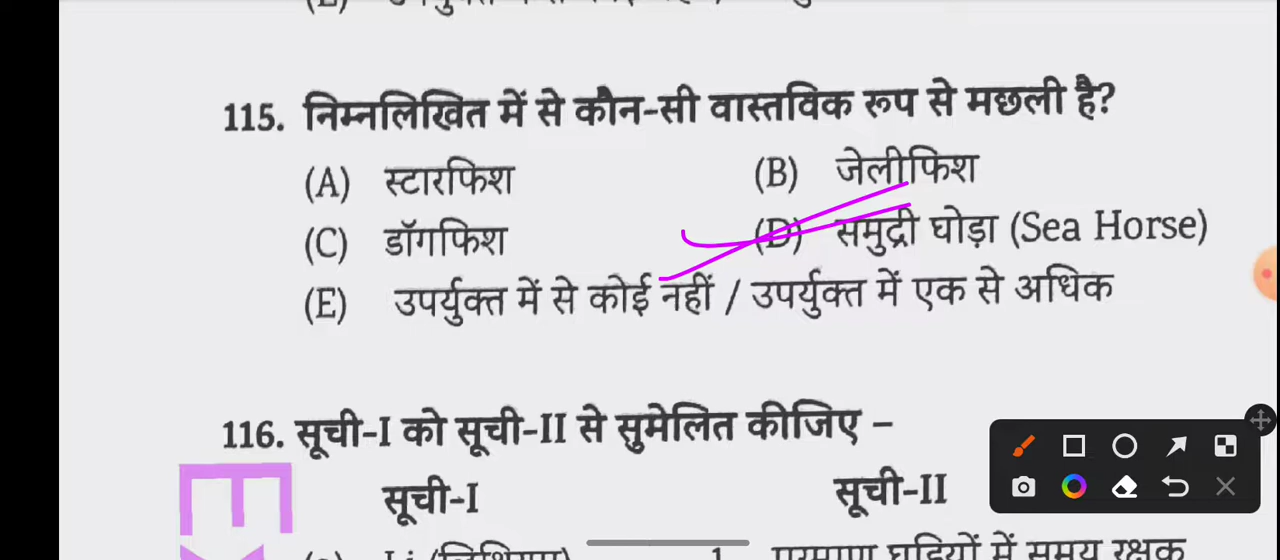 115. निम्नलिखित में से कौन-सी वास्तविक रूप से मछली है?
(A) स्टारफिश (B) जेलीफिश
(C) डॉगफिश (D) समुद्री घोड़ा (Sea Horse)
(E) उपर्युक्त में से कोई नहीं / उपर्युक्त में एक से अधिक
116. सूची-I को सूची-II से सुमेलित कीजिए –
सूची-I सूची-II